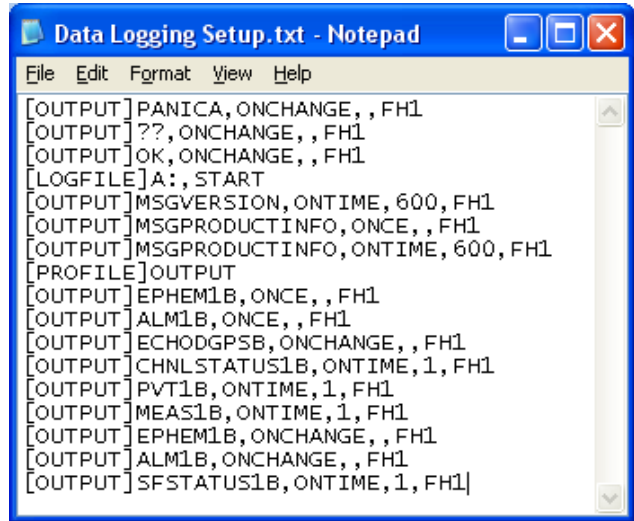 Data Logging Setup.txt - Notepad
File Edit Format View Help
[OUTPUT]PANICA,ONCHANGE,,FH1
[OUTPUT]??,ONCHANGE,,FH1
[OUTPUT]OK,ONCHANGE,,FH1
[LOGFILE]A:,START
[OUTPUT]MSGVERSION,ONTIME,600,FH1
[OUTPUT]MSGPRODUCTINFO,ONCE,,FH1
[OUTPUT]MSGPRODUCTINFO,ONTIME,600,FH1
[PROFILE]OUTPUT
[OUTPUT]EPHEM1B,ONCE,,FH1
[OUTPUT]ALM1B,ONCE,,FH1
[OUTPUT]ECHODGPSB,ONCHANGE,,FH1
[OUTPUT]CHNLSTATUS1B,ONTIME,1,FH1
[OUTPUT]PVT1B,ONTIME,1,FH1
[OUTPUT]MEAS1B,ONTIME,1,FH1
[OUTPUT]EPHEM1B,ONCHANGE,,FH1
[OUTPUT]ALM1B,ONCHANGE,,FH1
[OUTPUT]SFSTATUS1B,ONTIME,1,FH1